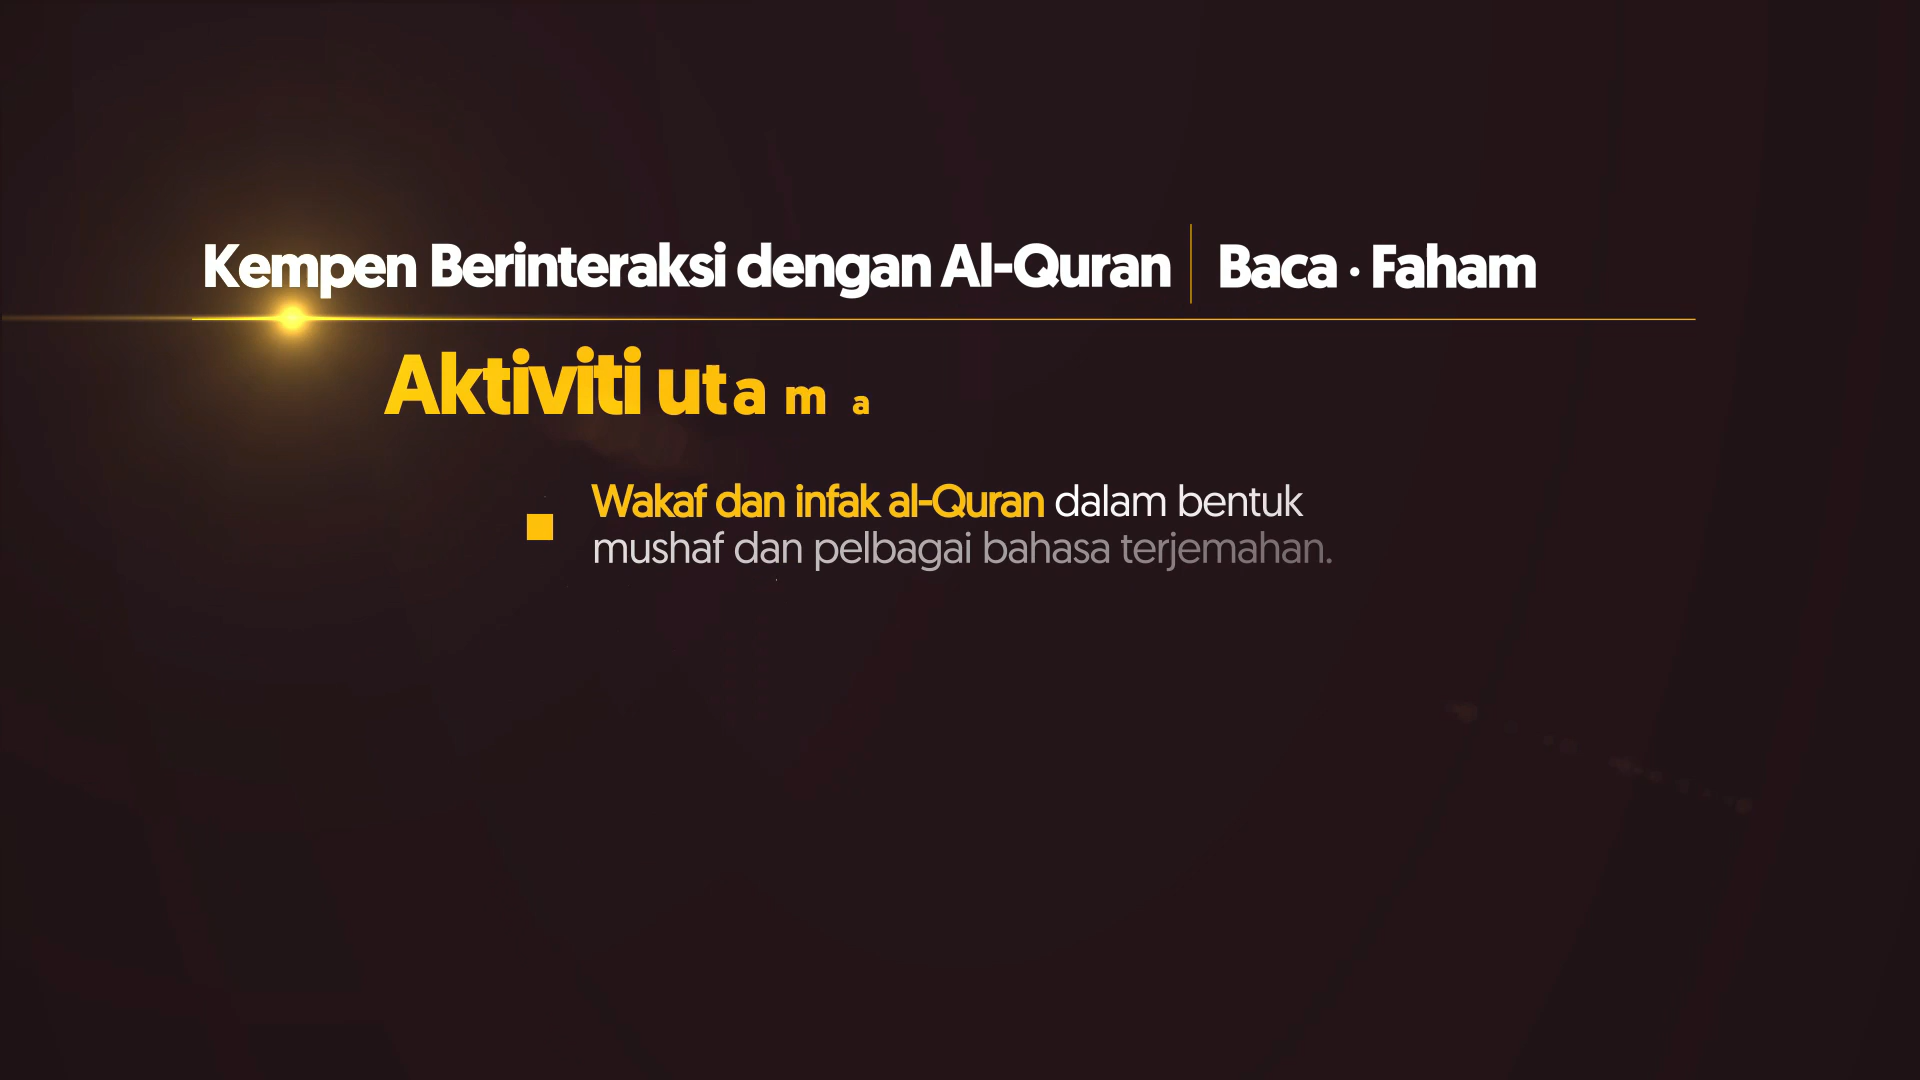 Kempen Berinteraksi dengan Al-Quran Baca · Faham
Aktiviti utama
Wakaf dan infak al-Quran dalam bentuk
mushaf dan pelbagai bahasa terjemahan.